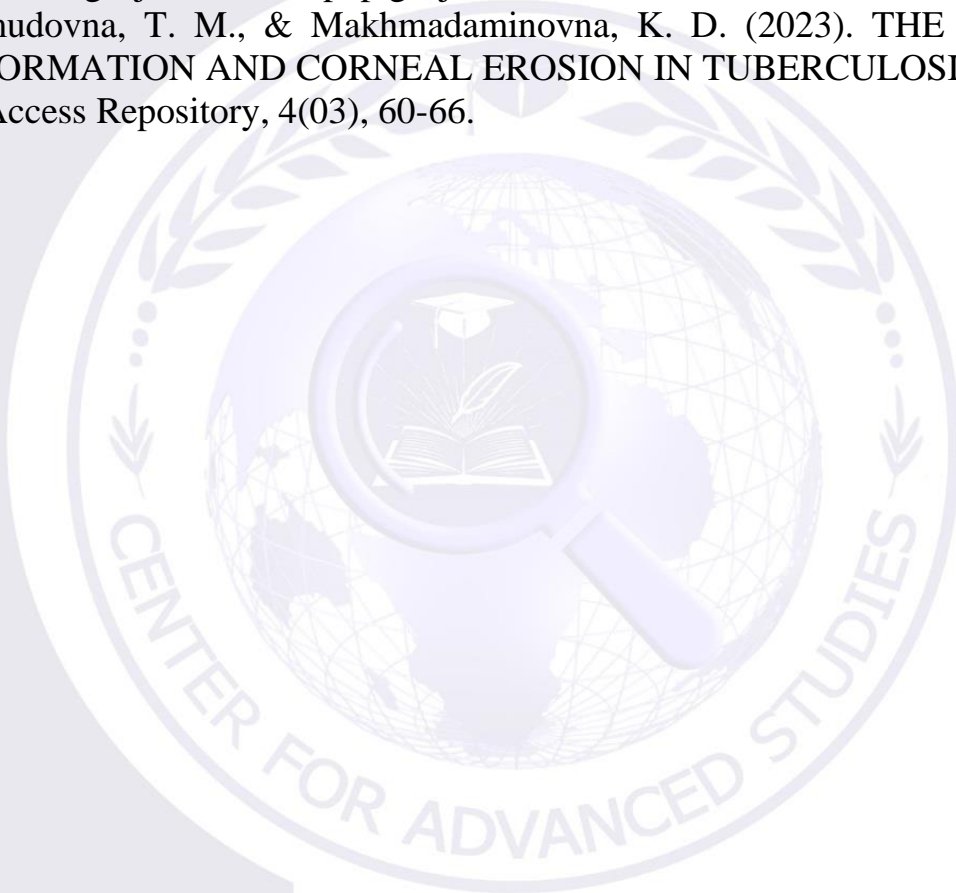 nudovna, T. M., & Makhmadaminovna, K. D. (2023). THE
ORMATION AND CORNEAL EROSION IN TUBERCULOSI
Access Repository, 4(03), 60-66.
CENTER FOR ADVANCED STUDIES